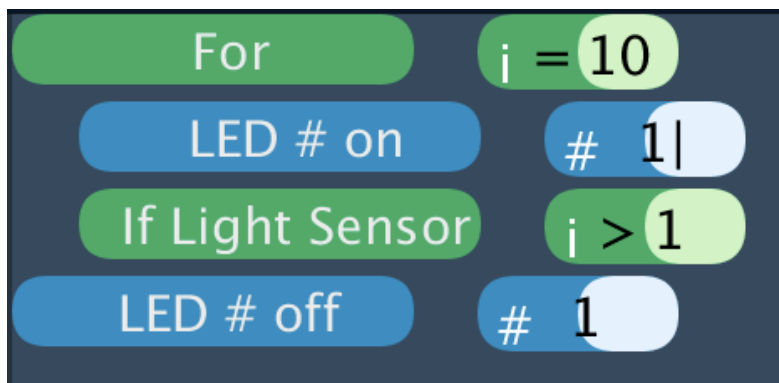 For i = 10
LED # on # 1|
If Light Sensor i > 1
LED # off # 1